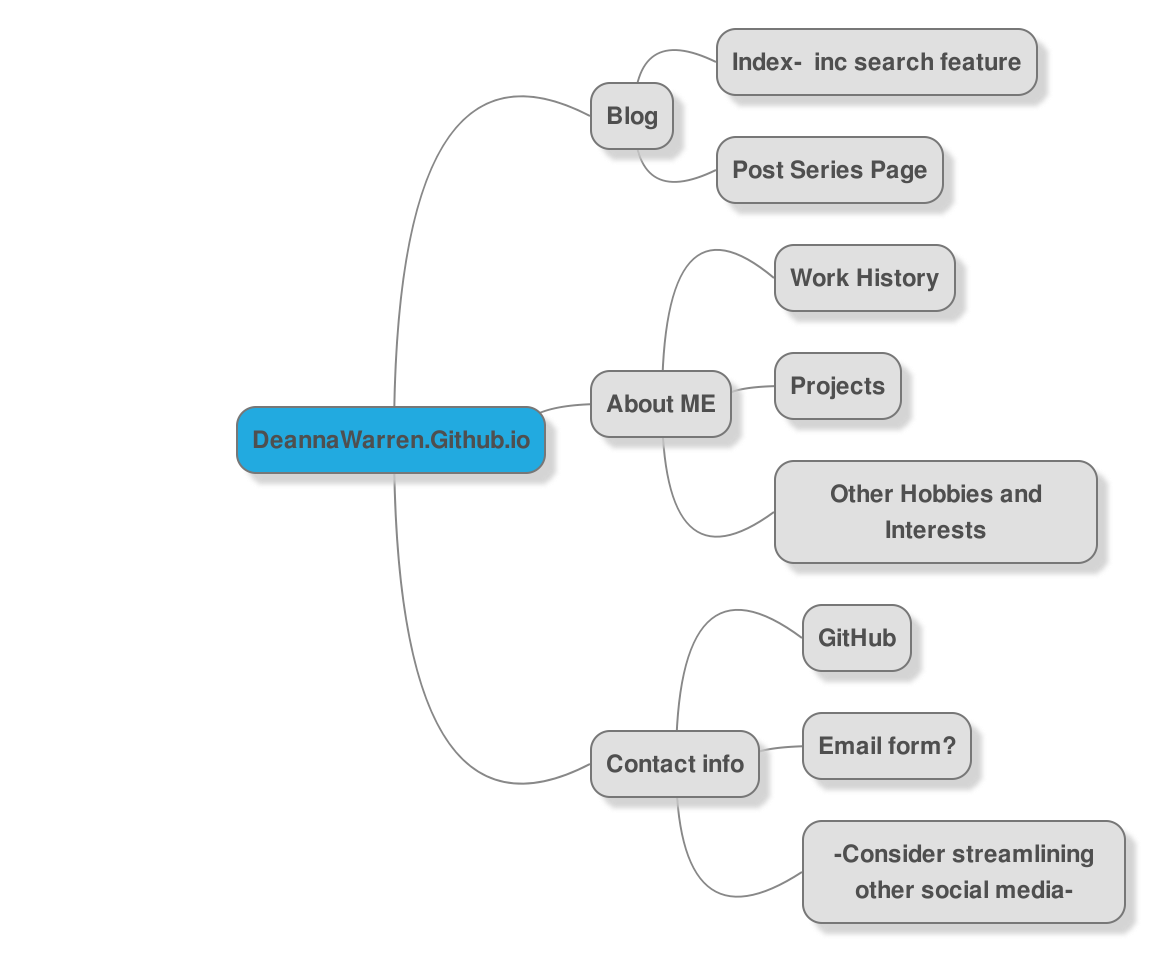 Index-  inc search feature
Blog
Post Series Page
Work History
Projects
About ME
DeannaWarren.Github.io
Other Hobbies and
Interests
GitHub
Email form?
Contact info
-Consider streamlining
other social media-